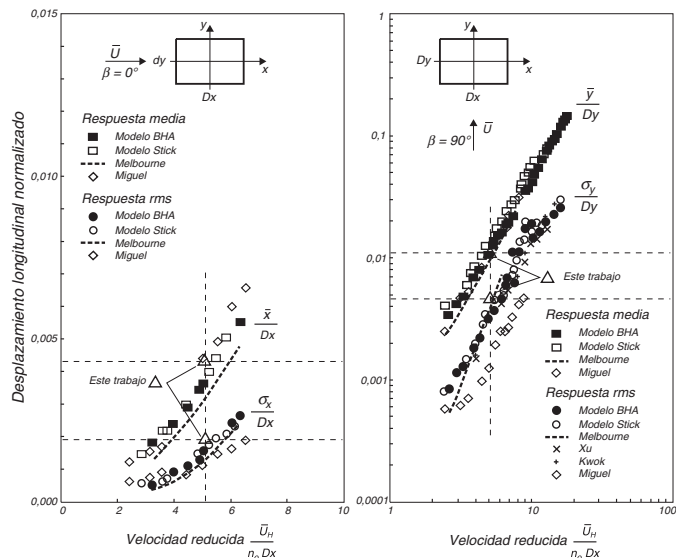 Desplazamiento longitudinal normalizado
0,015
0,010
0,005
0,000
0
2
4
6
8
10
Velocidad reducida U̅_H / n₀ Dx
y
x
U̅
β = 0°
dy
Dx
Respuesta media
Modelo BHA
Modelo Stick
Melbourne
Miguel
Respuesta rms
Modelo BHA
Modelo Stick
Melbourne
Miguel
Este trabajo
x̅ / Dx
σx / Dx
1
0,1
0,01
0,001
0,0001
1
10
100
Velocidad reducida U̅_H / n₀ Dx
y
x
Dy
Dx
β = 90°
U̅
y̅ / Dy
σy / Dy
Este trabajo
Respuesta media
Modelo BHA
Modelo Stick
Melbourne
Miguel
Respuesta rms
Modelo BHA
Modelo Stick
Melbourne
Xu
Kwok
Miguel